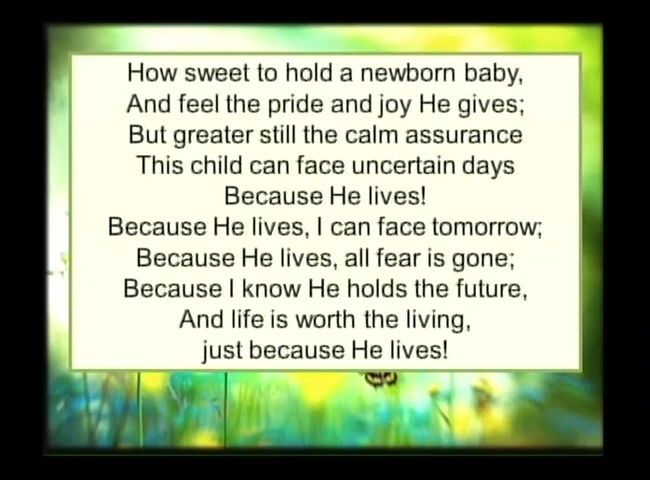 How sweet to hold a newborn baby,
And feel the pride and joy He gives;
But greater still the calm assurance
This child can face uncertain days
Because He lives!
Because He lives, I can face tomorrow;
Because He lives, all fear is gone;
Because I know He holds the future,
And life is worth the living,
just because He lives!